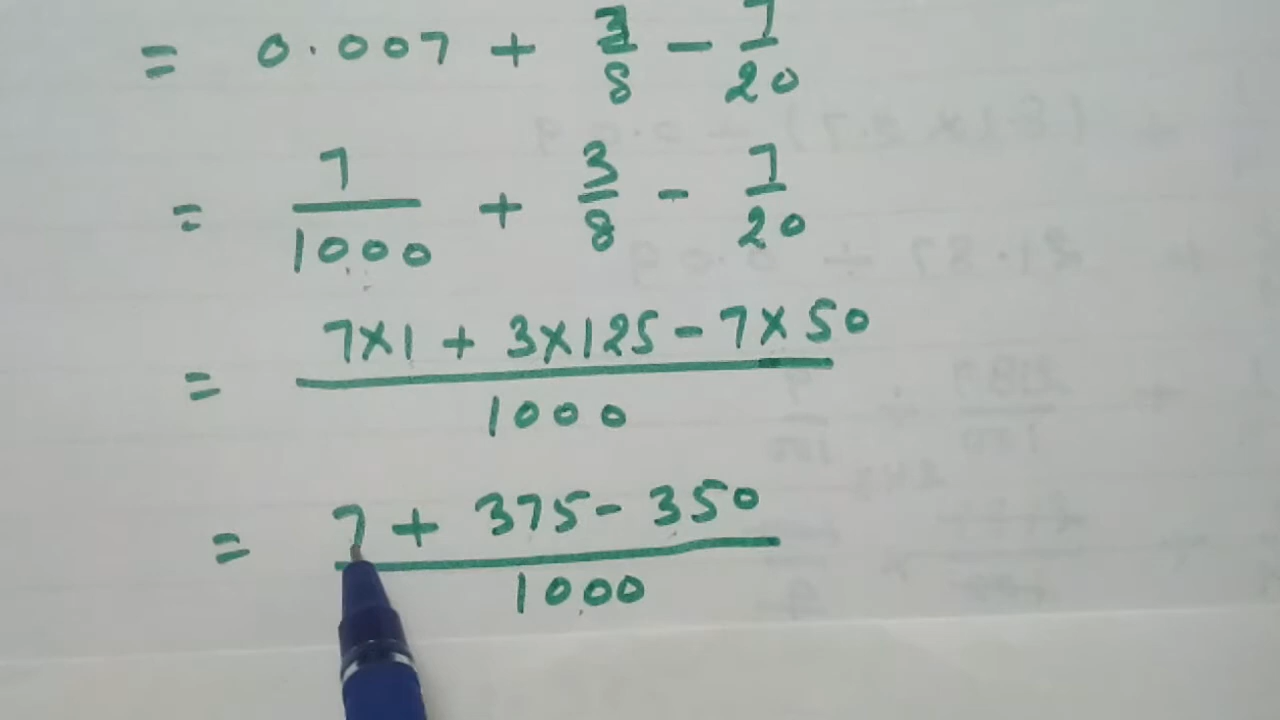 = 0.007 + 3/8 - 7/20
= 7/1000 + 3/8 - 7/20
= (7×1 + 3×125 - 7×50)/1000
= (7 + 375 - 350)/1000